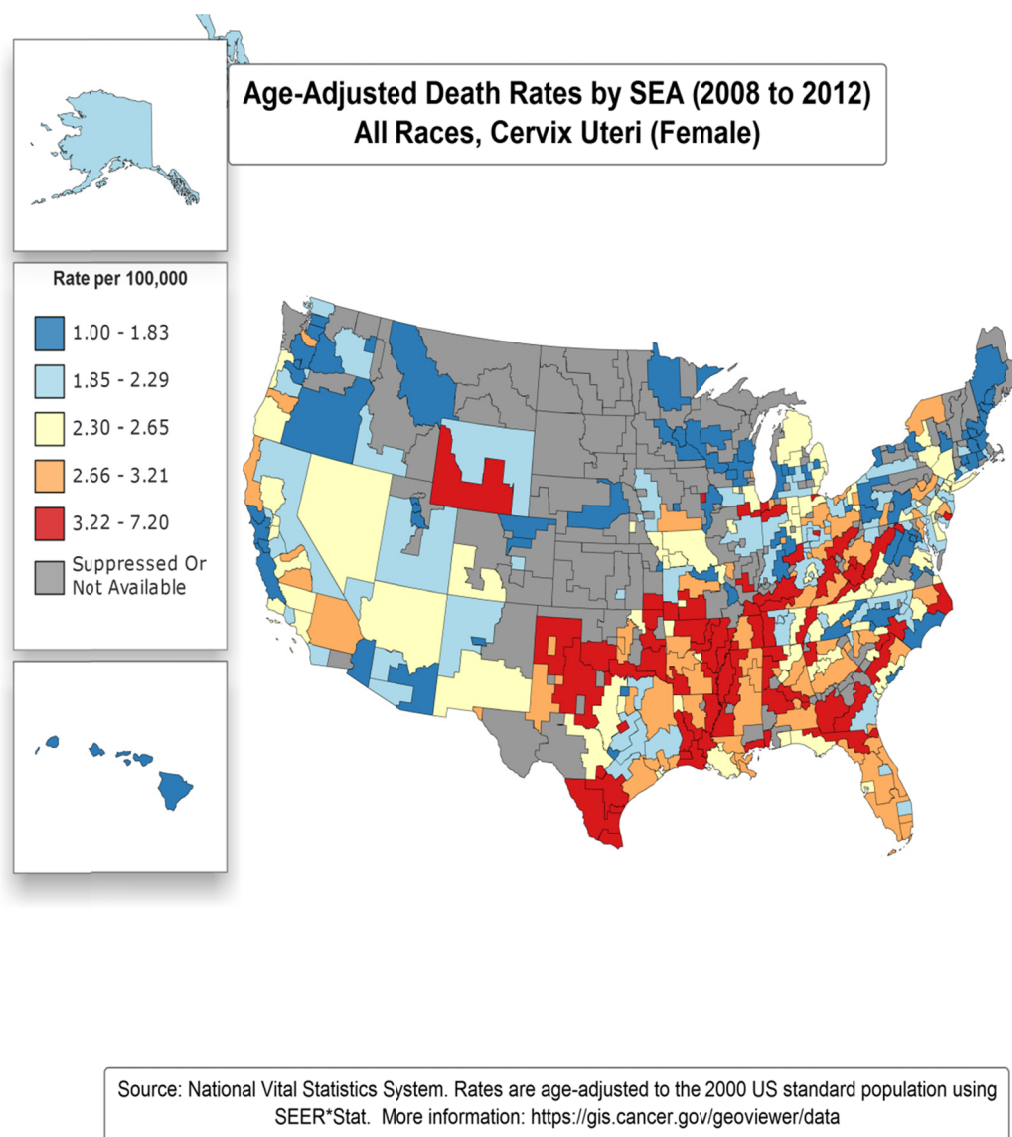 Age-Adjusted Death Rates by SEA (2008 to 2012)
All Races, Cervix Uteri (Female)
Rate per 100,000
1.00 - 1.83
1.85 - 2.29
2.30 - 2.65
2.56 - 3.21
3.22 - 7.20
Suppressed Or
Not Available
Source: National Vital Statistics System. Rates are age-adjusted to the 2000 US standard population using
SEER*Stat. More information: https://gis.cancer.gov/geoviewer/data